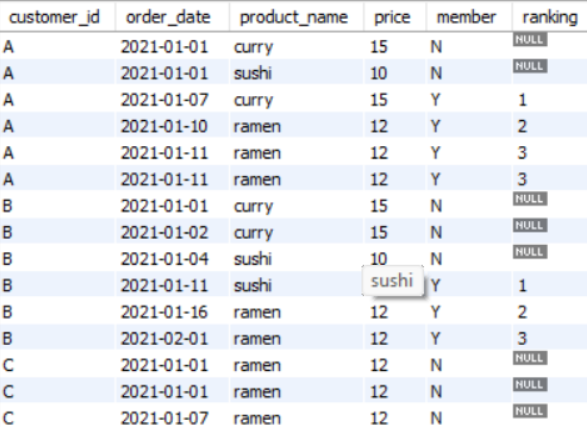 customer_id order_date product_name price member ranking
A 2021-01-01 curry 15 N NULL
A 2021-01-01 sushi 10 N NULL
A 2021-01-07 curry 15 Y 1
A 2021-01-10 ramen 12 Y 2
A 2021-01-11 ramen 12 Y 3
A 2021-01-11 ramen 12 Y 3
B 2021-01-01 curry 15 N NULL
B 2021-01-02 curry 15 N NULL
B 2021-01-04 sushi 10 N NULL
B 2021-01-11 sushi sushi Y 1
B 2021-01-16 ramen 12 Y 2
B 2021-02-01 ramen 12 Y 3
C 2021-01-01 ramen 12 N NULL
C 2021-01-01 ramen 12 N NULL
C 2021-01-07 ramen 12 N NULL